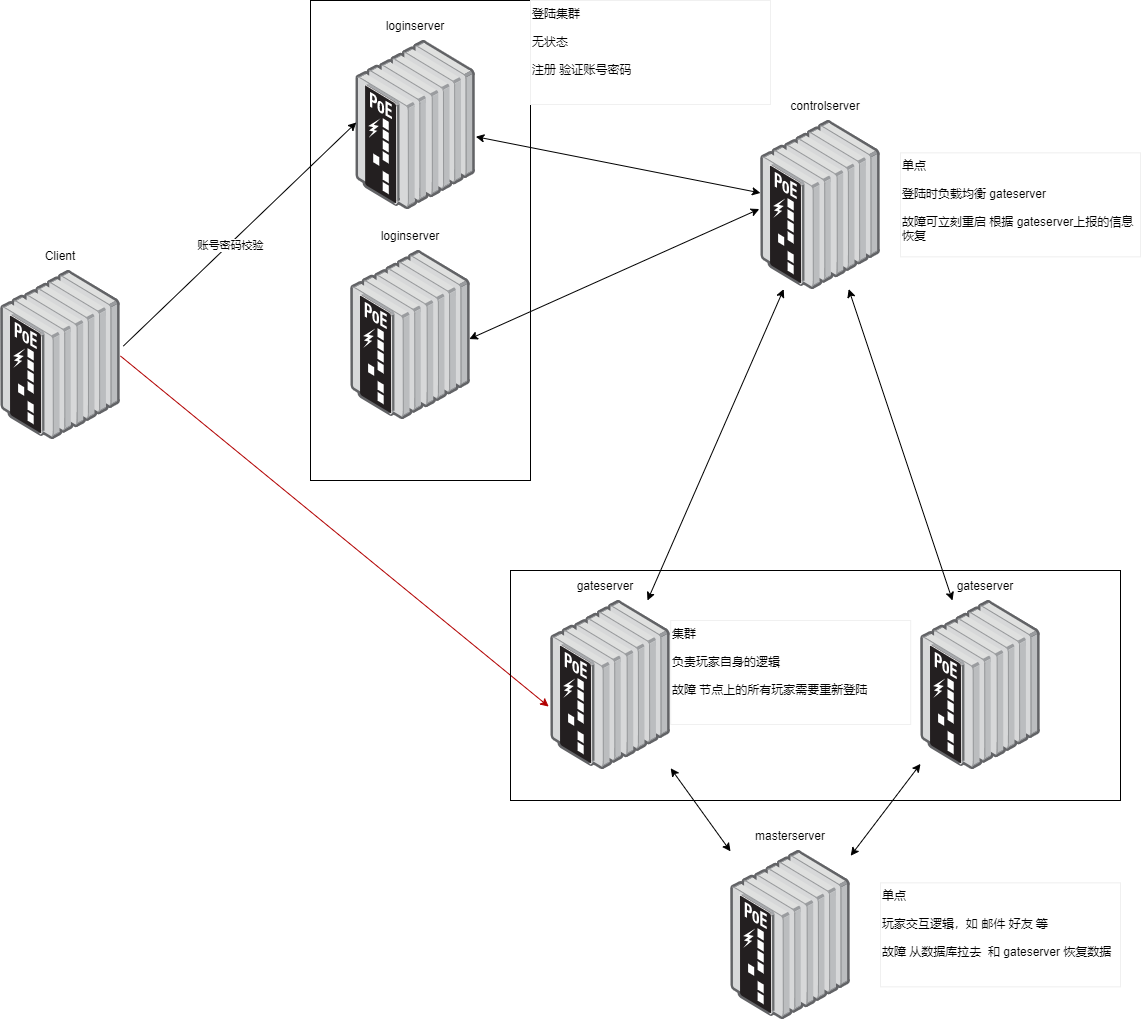 loginserver
登陆集群
无状态
注册 验证账号密码
PoE
controlserver
PoE
单点
登陆时负载均衡 gateserver
故障可立刻重启 根据 gateserver上报的信息
恢复
账号密码校验
loginserver
PoE
Client
PoE
gateserver
PoE
集群
负责玩家自身的逻辑
故障 节点上的所有玩家需要重新登陆
gateserver
PoE
masterserver
PoE
单点
玩家交互逻辑，如 邮件 好友 等
故障 从数据库拉去 和 gateserver 恢复数据